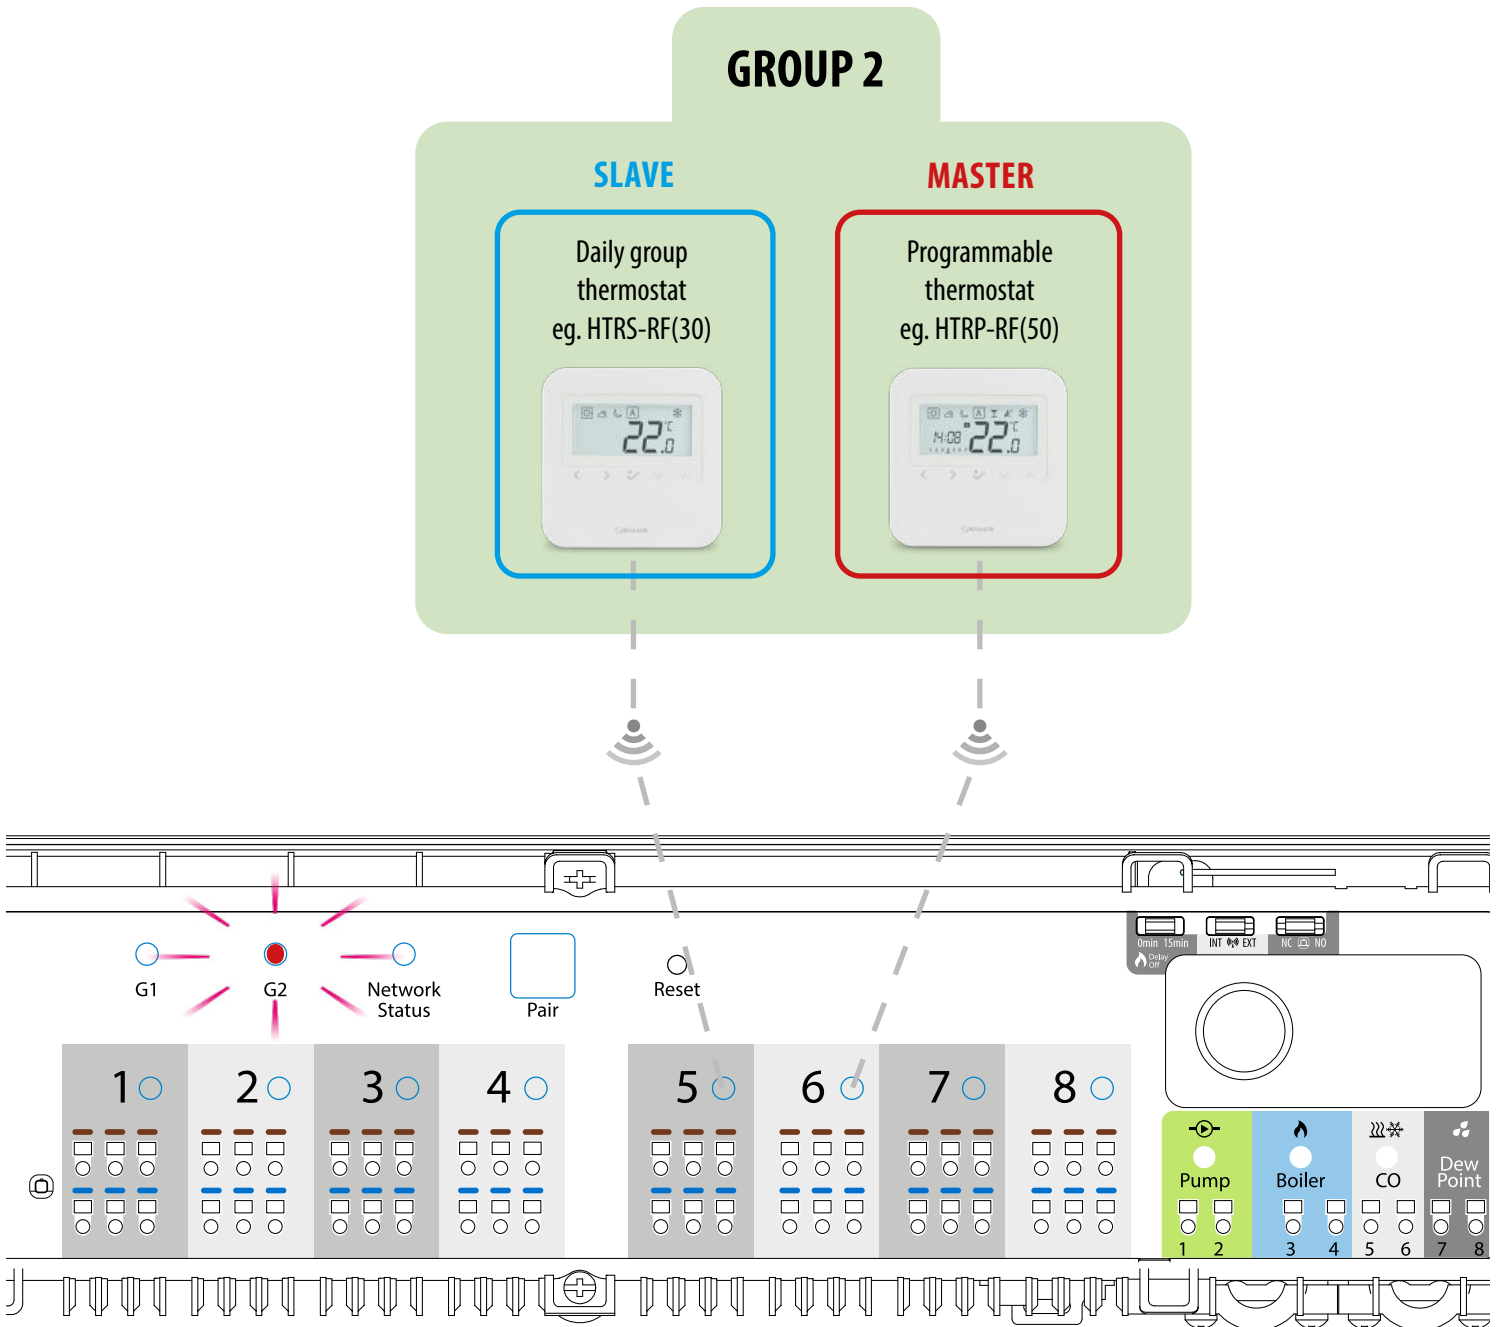 GROUP 2
SLAVE
MASTER
Daily group
thermostat
eg. HTRS-RF(30)
Programmable
thermostat
eg. HTRP-RF(50)
A
22.0 °C
A
14:08 22.0 °C
SALUS
SALUS
0min 15min
INT EXT
NC NO
Delay
Off
G1
G2
Network
Status
Pair
Reset
1
2
3
4
5
6
7
8
Pump
Boiler
CO
Dew
Point
1 2 3 4 5 6 7 8